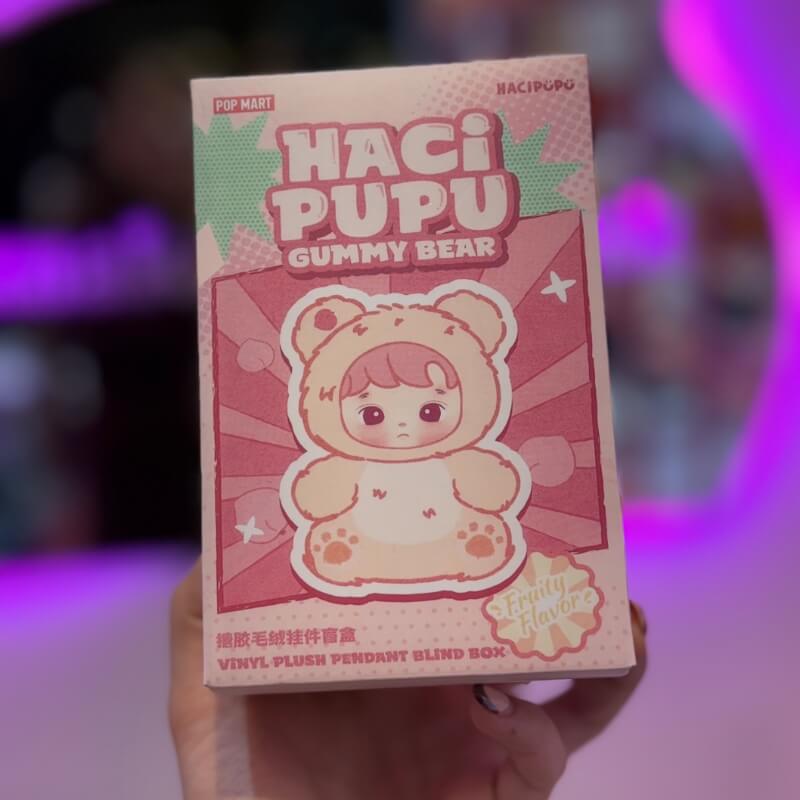 POP MART
HACIPUPU
HACI
PUPU
GUMMY BEAR
Fruity
Flavor
搪胶毛绒挂件盲盒
VINYL PLUSH PENDANT BLIND BOX